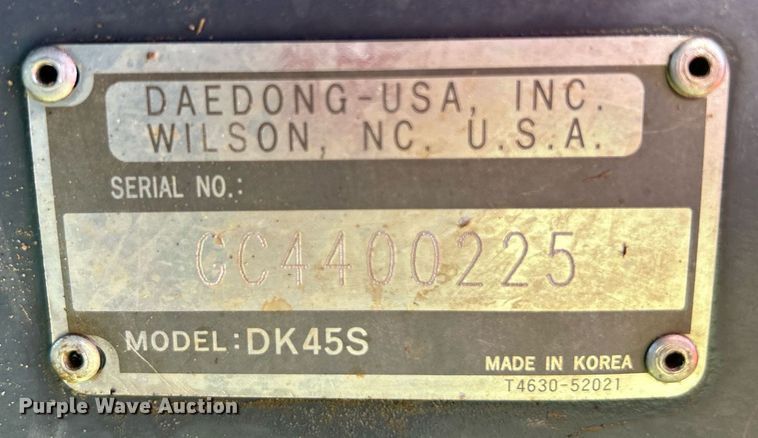 DAEDONG-USA, INC.
WILSON, NC. U.S.A.
SERIAL NO.:
GC4400225
MODEL: DK45S
MADE IN KOREA
T4630-52021
Purple Wave Auction